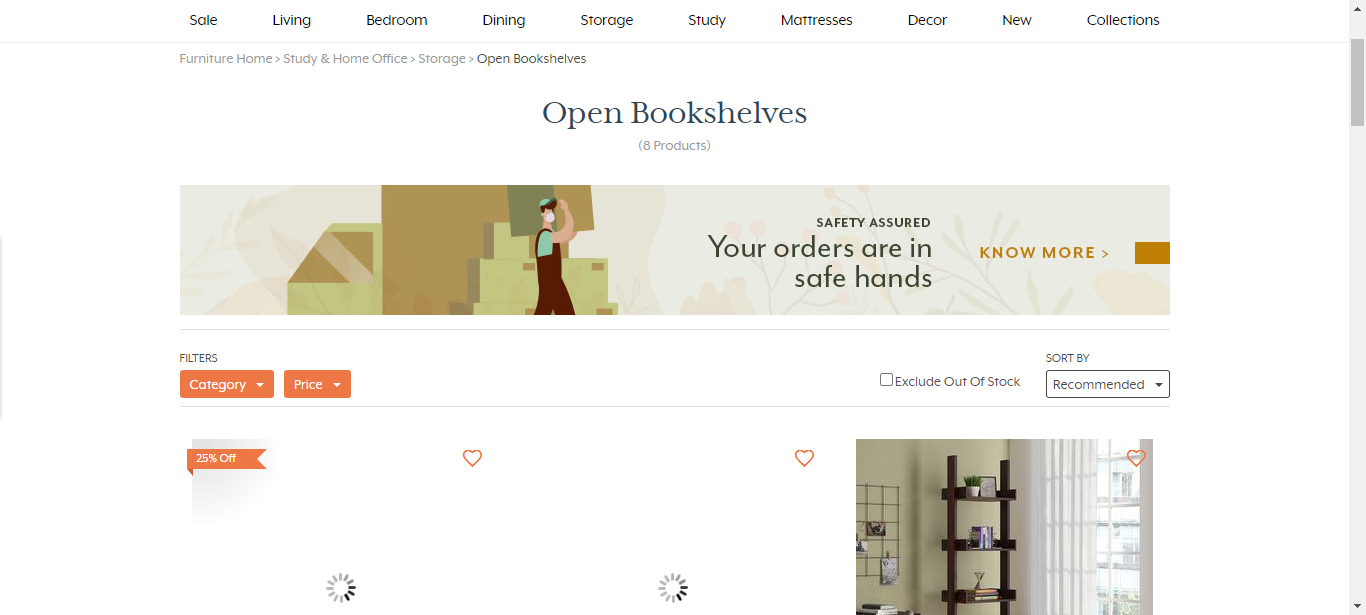 Sale Living Bedroom Dining Storage Study Mattresses Decor New Collections
Furniture Home > Study & Home Office > Storage > Open Bookshelves
Open Bookshelves
(8 Products)
SAFETY ASSURED
Your orders are in
safe hands
KNOW MORE >
FILTERS
Category
Price
Exclude Out Of Stock
SORT BY
Recommended
25% Off